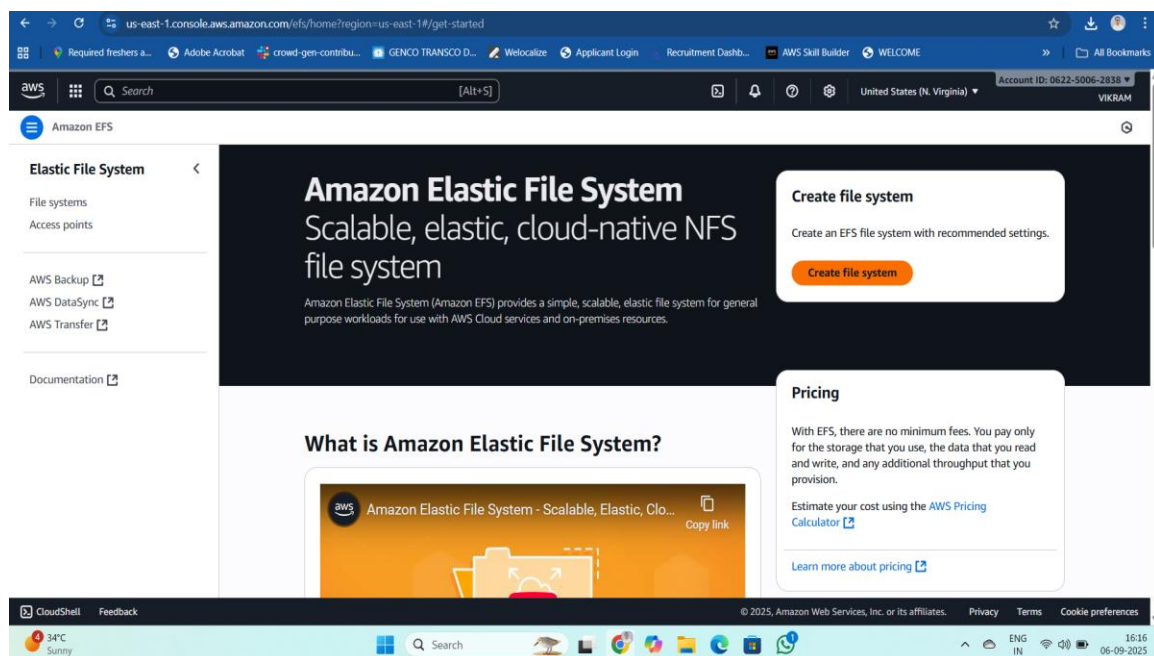 us-east-1.console.aws.amazon.com/efs/home?region=us-east-1#/get-started
Required freshers a... Adobe Acrobat crowd-gen-contribu... GENCO TRANSCO D... Welocalize Applicant Login Recruitment Dashb... AWS Skill Builder WELCOME » All Bookmarks
aws Search [Alt+S] United States (N. Virginia) ▼ Account ID: 0622-5006-2838 ▼
VIKRAM
Amazon EFS
Elastic File System
File systems
Access points
AWS Backup
AWS DataSync
AWS Transfer
Documentation
Amazon Elastic File System
Scalable, elastic, cloud-native NFS
file system
Amazon Elastic File System (Amazon EFS) provides a simple, scalable, elastic file system for general
purpose workloads for use with AWS Cloud services and on-premises resources.
Create file system
Create an EFS file system with recommended settings.
Create file system
Pricing
With EFS, there are no minimum fees. You pay only
for the storage that you use, the data that you read
and write, and any additional throughput that you
provision.
Estimate your cost using the AWS Pricing
Calculator
Learn more about pricing
What is Amazon Elastic File System?
aws Amazon Elastic File System - Scalable, Elastic, Clo...
Copy link
CloudShell Feedback © 2025, Amazon Web Services, Inc. or its affiliates. Privacy Terms Cookie preferences
4 34°C
Sunny
Search
ENG
IN
16:16
06-09-2025